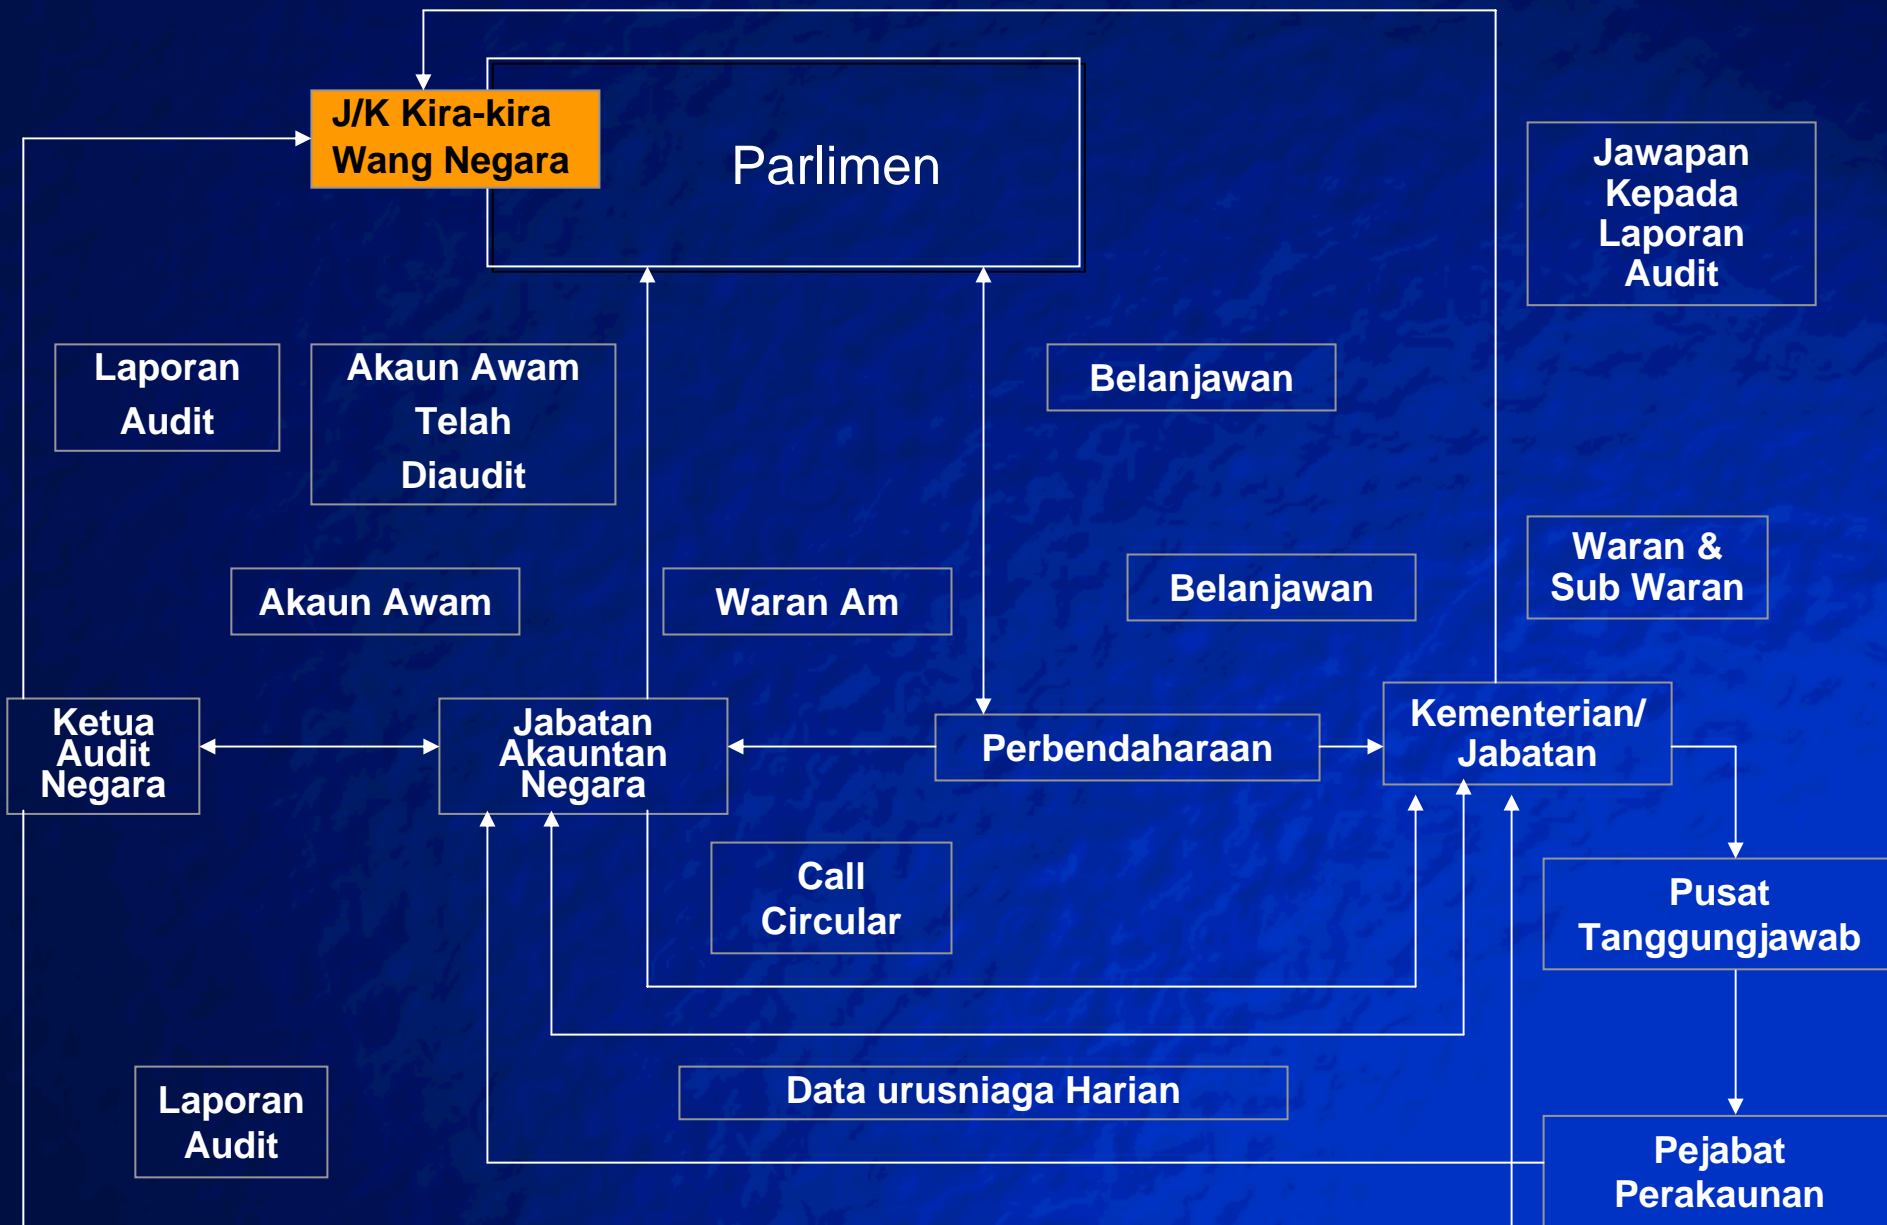 J/K Kira-kira
Wang Negara
Parlimen
Jawapan
Kepada
Laporan
Audit
Laporan
Audit
Akaun Awam
Telah
Diaudit
Belanjawan
Akaun Awam
Waran Am
Belanjawan
Waran &
Sub Waran
Ketua
Audit
Negara
Jabatan
Akauntan
Negara
Perbendaharaan
Kementerian/
Jabatan
Call
Circular
Pusat
Tanggungjawab
Laporan
Audit
Data urusniaga Harian
Pejabat
Perakaunan